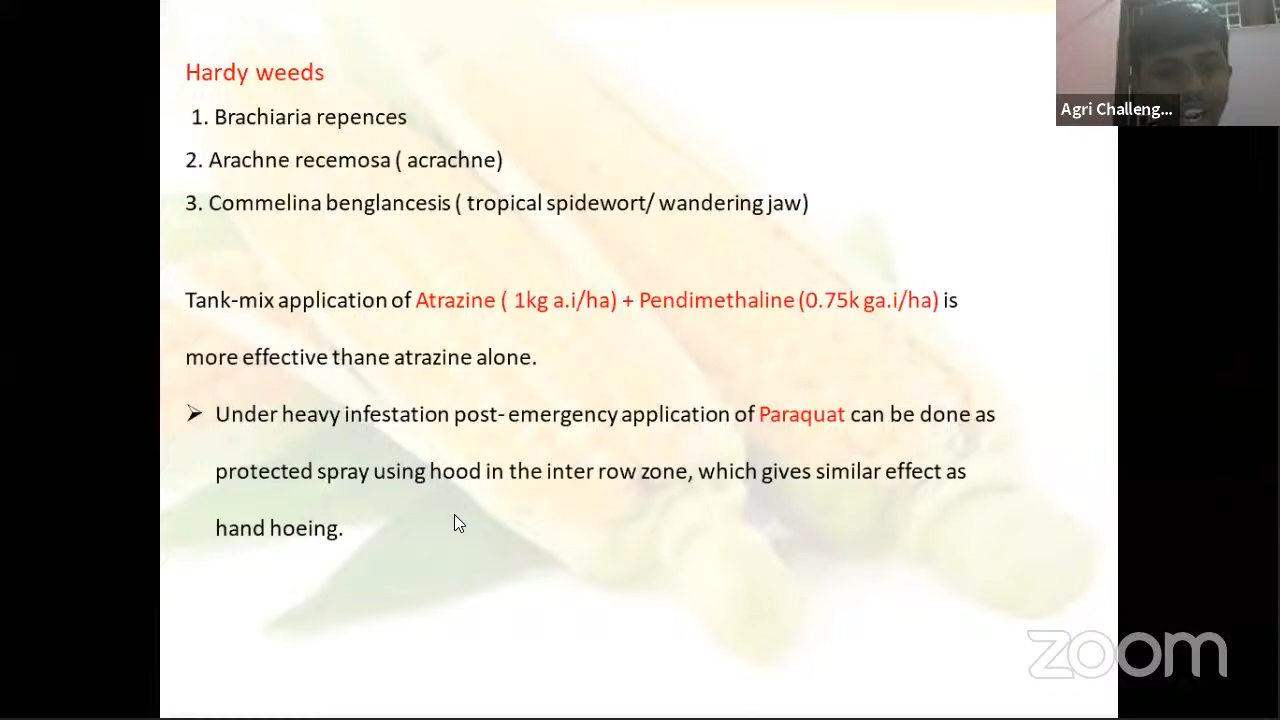 Hardy weeds
1. Brachiaria repences
2. Arachne recemosa ( acrachne)
3. Commelina benglancesis ( tropical spidewort/ wandering jaw)
Tank-mix application of Atrazine ( 1kg a.i/ha) + Pendimethaline (0.75k ga.i/ha) is
more effective thane atrazine alone.
➢ Under heavy infestation post- emergency application of Paraquat can be done as
protected spray using hood in the inter row zone, which gives similar effect as
hand hoeing.
Agri Challeng...
zoom